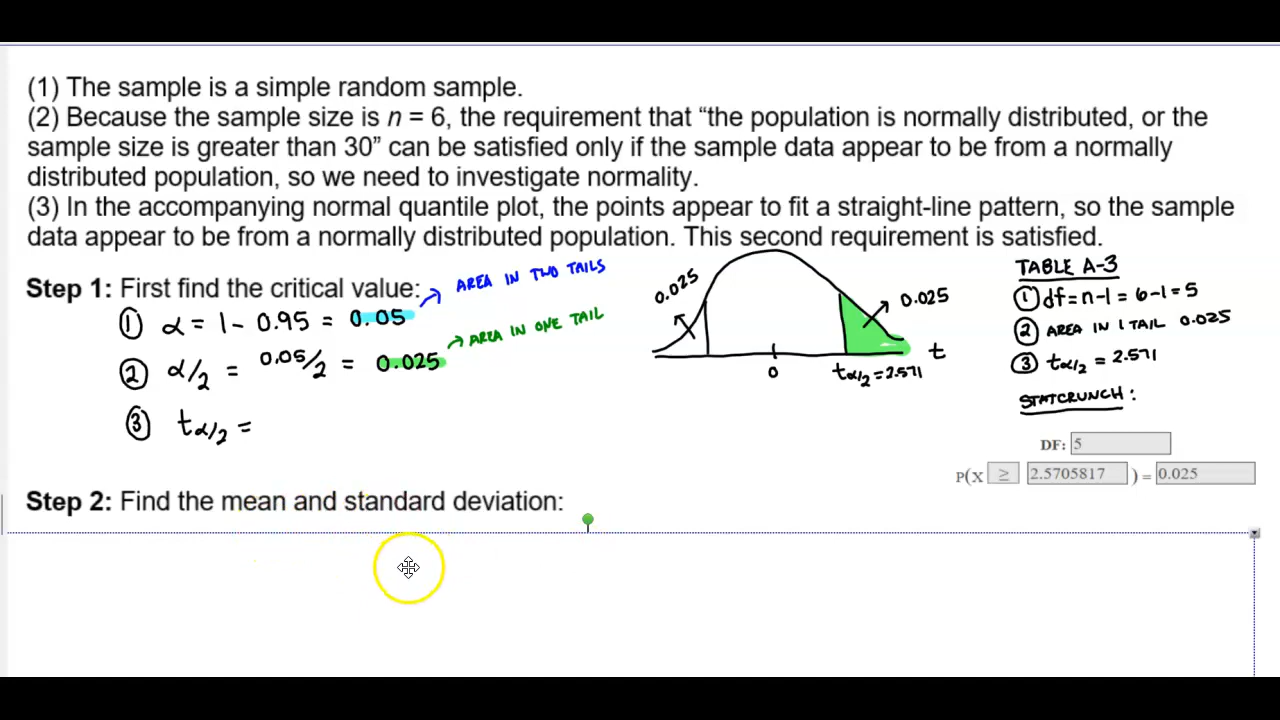 (1) The sample is a simple random sample.
(2) Because the sample size is n = 6, the requirement that “the population is normally distributed, or the
sample size is greater than 30” can be satisfied only if the sample data appear to be from a normally
distributed population, so we need to investigate normality.
(3) In the accompanying normal quantile plot, the points appear to fit a straight-line pattern, so the sample
data appear to be from a normally distributed population. This second requirement is satisfied.
Step 1: First find the critical value:
→ AREA IN TWO TAILS
① α = 1 - 0.95 = 0.05
→ AREA IN ONE TAIL
② α/2 = 0.05/2 = 0.025
③ tα/2 =
0.025
0.025
0
tα/2 = 2.571
t
TABLE A-3
① df = n-1 = 6-1 = 5
② AREA IN 1 TAIL 0.025
③ tα/2 = 2.571
STATCRUNCH:
DF: 5
P(X ≥ 2.5705817 ) = 0.025
Step 2: Find the mean and standard deviation: